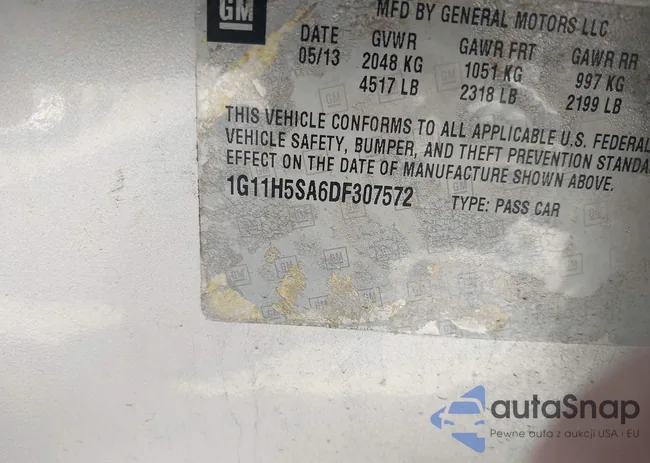 GM
MFD BY GENERAL MOTORS LLC
DATE GVWR GAWR FRT GAWR RR
05/13 2048 KG 1051 KG 997 KG
4517 LB 2318 LB 2199 LB
THIS VEHICLE CONFORMS TO ALL APPLICABLE U.S. FEDERAL
VEHICLE SAFETY, BUMPER, AND THEFT PREVENTION STANDA
EFFECT ON THE DATE OF MANUFACTURE SHOWN ABOVE.
1G11H5SA6DF307572 TYPE: PASS CAR
autaSnap
Pewne auta z aukcji USA i EU